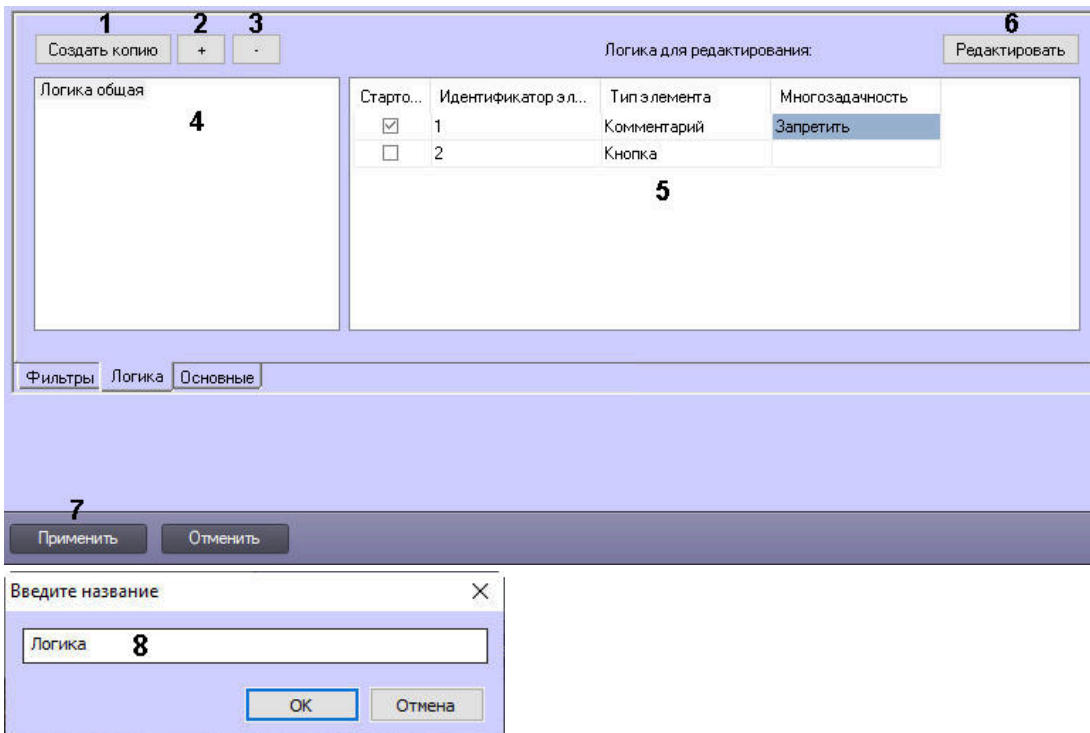 1 2 3 6
Создать копию + - Логика для редактирования: Редактировать
Логика общая
4
Старто... Идентификатор эл... Тип элемента Многозадачность
1 Комментарий Запретить
2 Кнопка
5
Фильтры Логика Основные
7
Применить Отменить
Введите название
Логика 8
OK Отмена